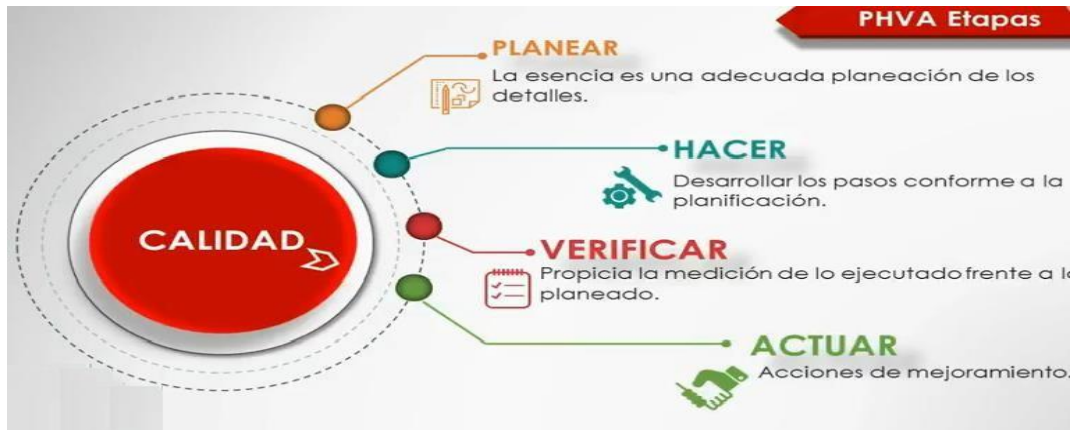 PHVA Etapas
PLANEAR
La esencia es una adecuada planeación de los
detalles.
HACER
Desarrollar los pasos conforme a la
planificación.
CALIDAD
VERIFICAR
Propicia la medición de lo ejecutado frente a lo
planeado.
ACTUAR
Acciones de mejoramiento.